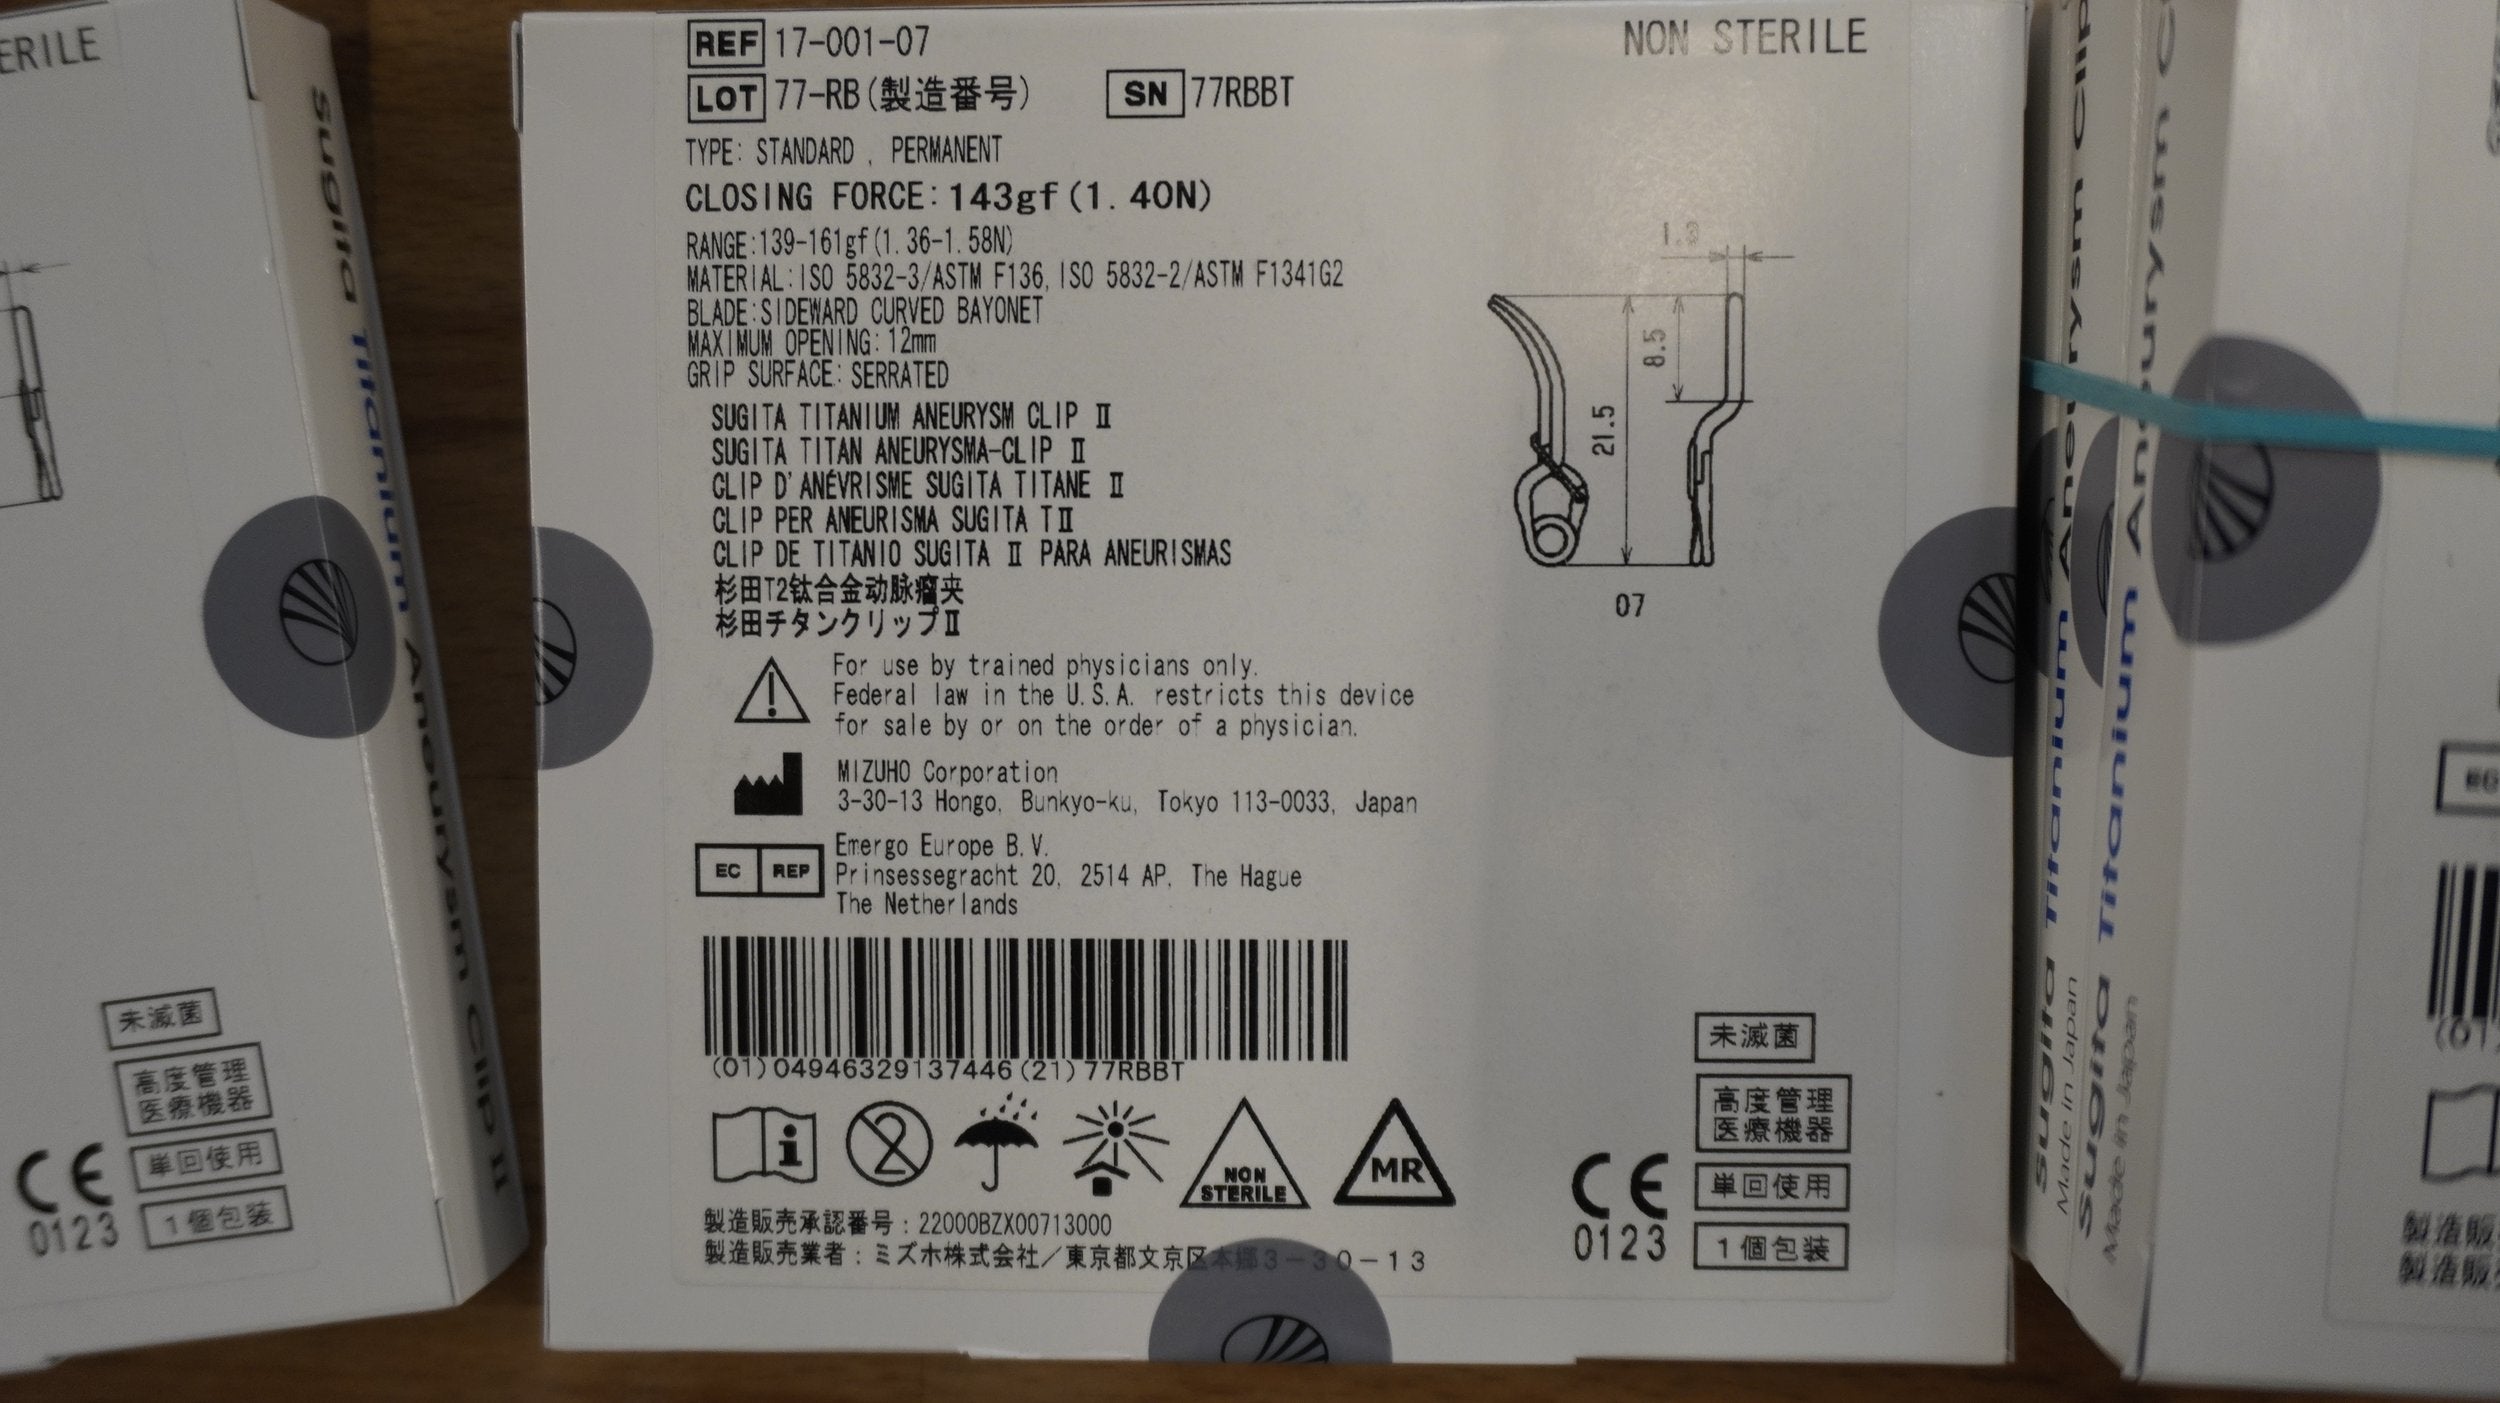 REF 17-001-07
NON STERILE
LOT 77-RB(製造番号) SN 77RBBT
TYPE: STANDARD , PERMANENT
CLOSING FORCE: 143gf(1.40N)
RANGE:139-161gf(1.36-1.58N)
MATERIAL:ISO 5832-3/ASTM F136, ISO 5832-2/ASTM F1341G2
BLADE:SIDEWARD CURVED BAYONET
MAXIMUM OPENING:12mm
GRIP SURFACE:SERRATED
SUGITA TITANIUM ANEURYSM CLIP Ⅱ
SUGITA TITAN ANEURYSMA-CLIP Ⅱ
CLIP D'ANÉVRISME SUGITA TITANE Ⅱ
CLIP PER ANEURISMA SUGITA TⅡ
CLIP DE TITANIO SUGITA Ⅱ PARA ANEURISMAS
杉田T2钛合金动脉瘤夹
杉田チタンクリップⅡ
8.5
21.5
07
For use by trained physicians only.
Federal law in the U.S.A. restricts this device
for sale by or on the order of a physician.
MIZUHO Corporation
3-30-13 Hongo, Bunkyo-ku, Tokyo 113-0033, Japan
EC REP
Emergo Europe B.V.
Prinsessegracht 20, 2514 AP, The Hague
The Netherlands
(01)04946329137446(21)77RBBT
2
NON
STERILE
MR
CE
0123
未滅菌
高度管理
医療機器
単回使用
1個包装
製造販売承認番号：22000BZX00713000
製造販売業者：ミズホ株式会社／東京都文京区本郷3－30－13
ERILE
Sugita Titanium Aneurysm Clip II
未滅菌
高度管理
医療機器
単回使用
1個包装
CE
0123
Sugita Titanium Aneurysm Clip
Made in Japan
Sugita Titanium Aneurysm
Made in Japan
(01)
製造販
製造販